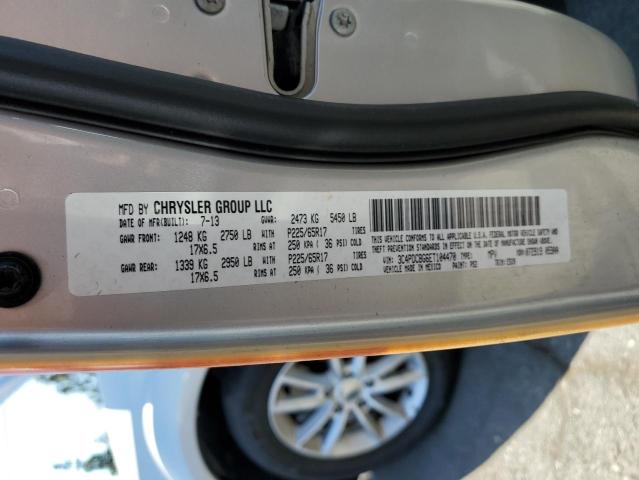 MFD BY CHRYSLER GROUP LLC
DATE OF MFR(BUILT): 7-13 GVWR: 2473 KG 5450 LB
GAWR FRONT: 1248 KG 2750 LB WITH P225/65R17 TIRES
17X6.5 RIMS AT 250 KPA ( 36 PSI) COLD
GAWR REAR: 1339 KG 2950 LB WITH P225/65R17 TIRES
17X6.5 RIMS AT 250 KPA ( 36 PSI) COLD
THIS VEHICLE CONFORMS TO ALL APPLICABLE U.S.A. FEDERAL MOTOR VEHICLE SAFETY AND
THEFT PREVENTION STANDARDS IN EFFECT ON THE DATE OF MANUFACTURE SHOWN ABOVE.
VIN: 3C4PDCBG6ET104470 TYPE: MPV
VEHICLE MADE IN MEXICO PAINT: PS2